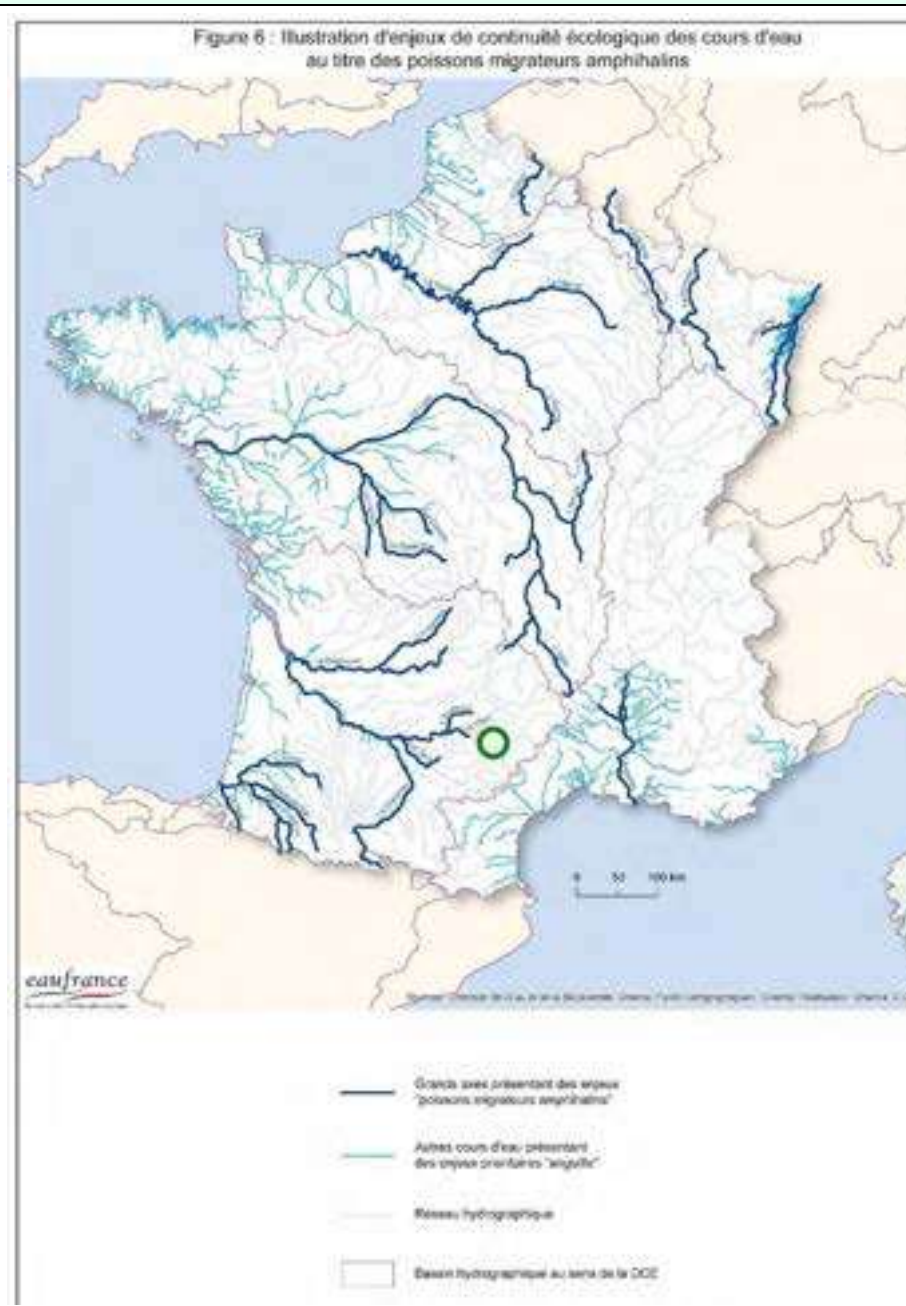 Figure 6 : Illustration d'enjeux de continuité écologique des cours d'eau
au titre des poissons migrateurs amphihalins
0 50 100 km
eaufrance
Grands axes présentant des enjeux
"poissons migrateurs amphihalins"
Autres cours d'eau présentant
des enjeux prioritaires "anguille"
Réseau hydrographique
Bassin hydrographique au sens de la DCE